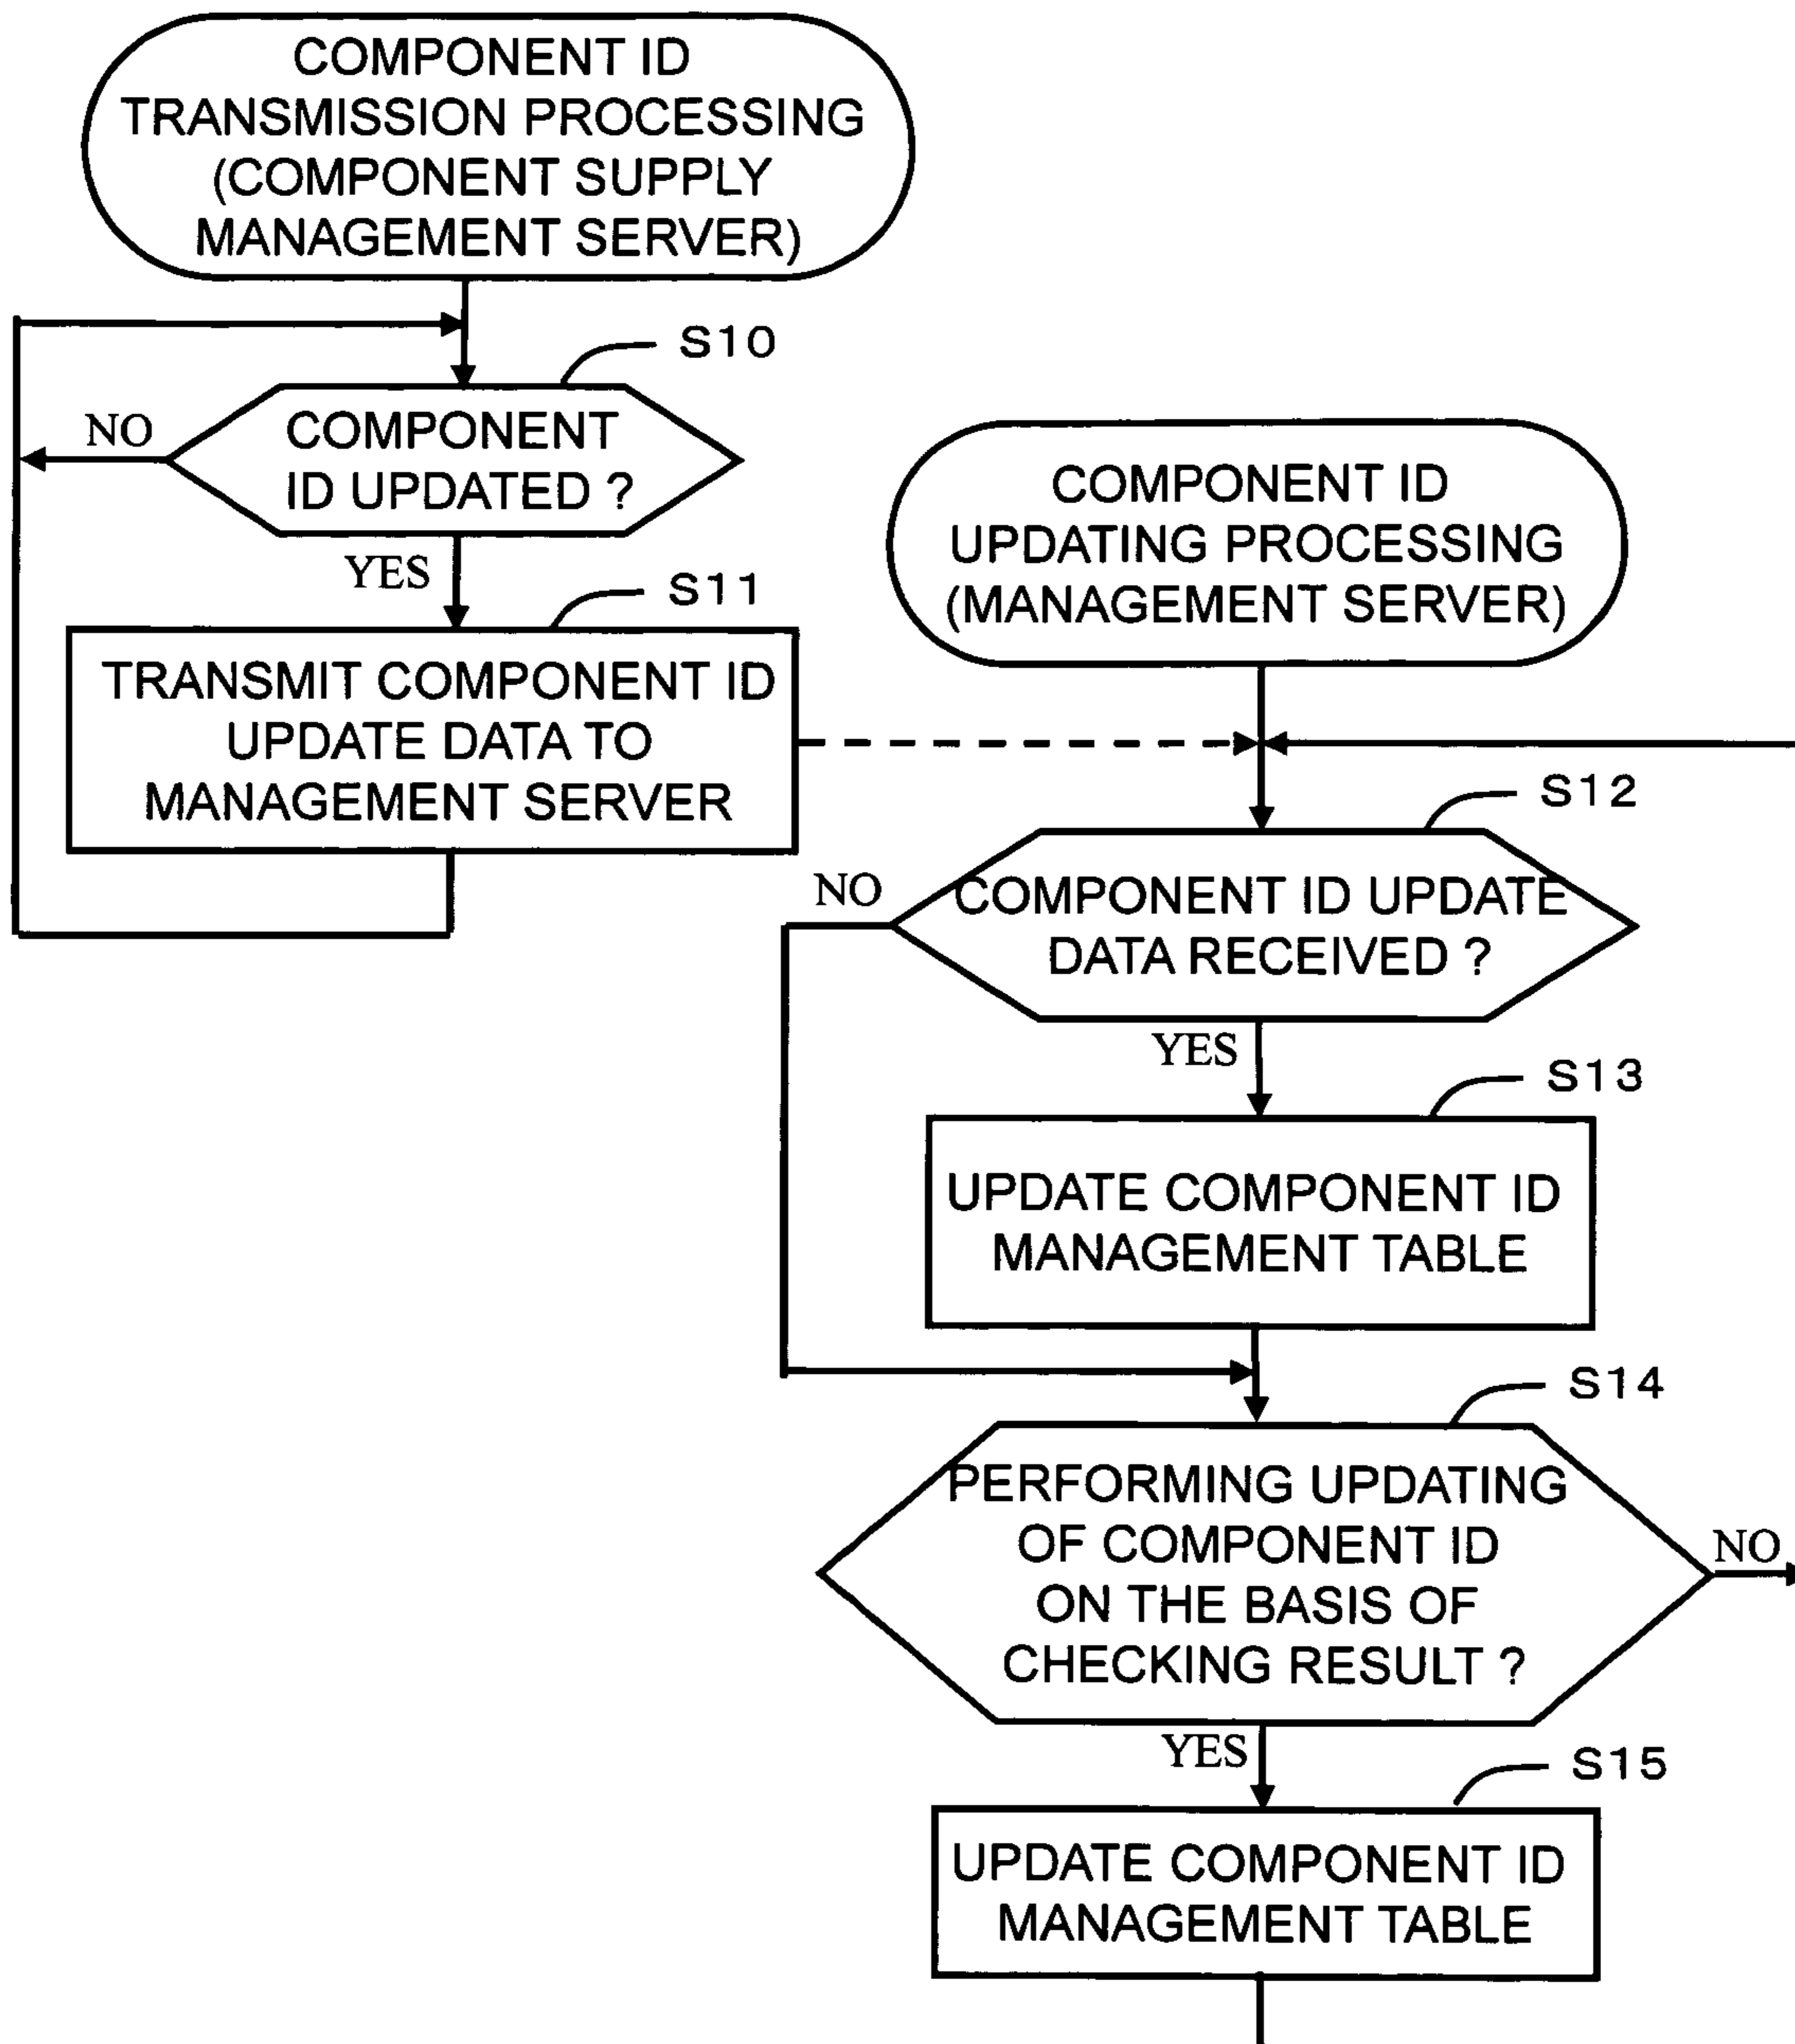 COMPONENT ID
TRANSMISSION PROCESSING
(COMPONENT SUPPLY
MANAGEMENT SERVER)
S10
NO
COMPONENT
ID UPDATED ?
YES
S11
TRANSMIT COMPONENT ID
UPDATE DATA TO
MANAGEMENT SERVER
COMPONENT ID
UPDATING PROCESSING
(MANAGEMENT SERVER)
S12
NO
COMPONENT ID UPDATE
DATA RECEIVED ?
YES
S13
UPDATE COMPONENT ID
MANAGEMENT TABLE
S14
PERFORMING UPDATING
OF COMPONENT ID
ON THE BASIS OF
CHECKING RESULT ?
NO
YES
S15
UPDATE COMPONENT ID
MANAGEMENT TABLE